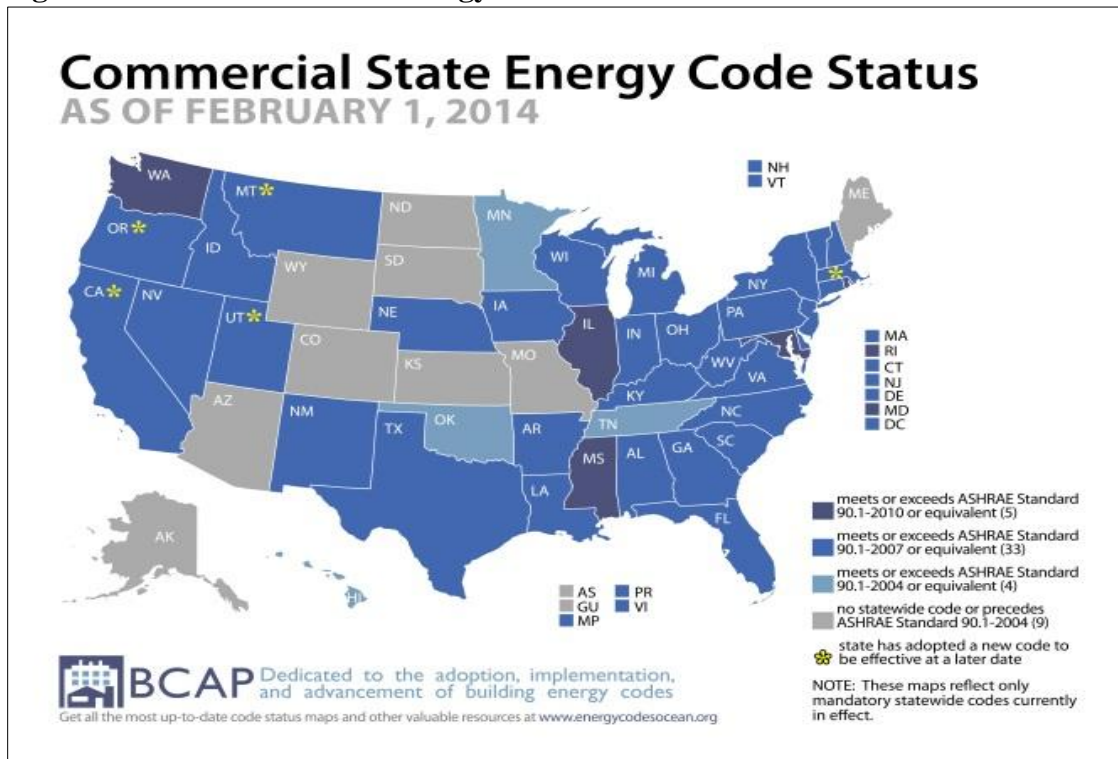 Commercial State Energy Code Status
AS OF FEBRUARY 1, 2014
NH
VT
WA
MT
ND
MN
ME
OR
ID
SD
WI
MI
NY
WY
CA
NV
UT
NE
IA
PA
IL
IN
OH
CO
KS
MO
WV
VA
KY
MA
RI
CT
NJ
DE
MD
DC
AZ
NM
OK
TX
AR
TN
NC
SC
MS
AL
GA
LA
FL
AK
HI
AS
GU
MP
PR
VI
meets or exceeds ASHRAE Standard
90.1-2010 or equivalent (5)
meets or exceeds ASHRAE Standard
90.1-2007 or equivalent (33)
meets or exceeds ASHRAE Standard
90.1-2004 or equivalent (4)
no statewide code or precedes
ASHRAE Standard 90.1-2004 (9)
state has adopted a new code to
be effective at a later date
NOTE: These maps reflect only
mandatory statewide codes currently
in effect.
BCAP
Dedicated to the adoption, implementation,
and advancement of building energy codes
Get all the most up-to-date code status maps and other valuable resources at www.energycodesocean.org